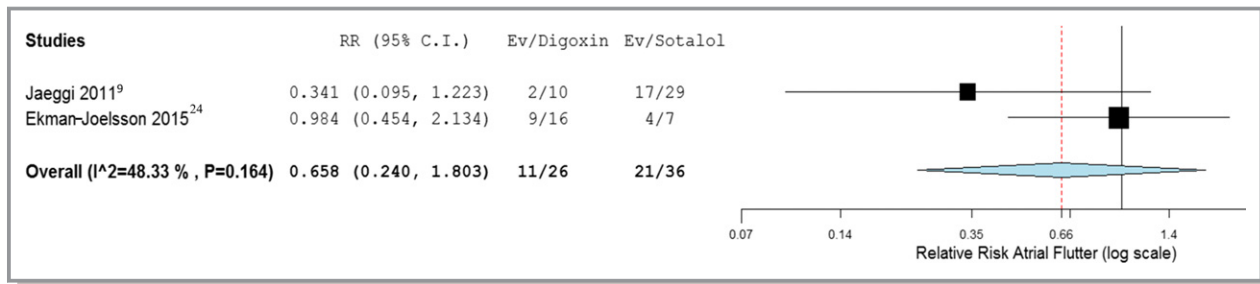 Studies RR (95% C.I.) Ev/Digoxin Ev/Sotalol
Jaeggi 2011⁹ 0.341 (0.095, 1.223) 2/10 17/29
Ekman-Joelsson 2015²⁴ 0.984 (0.454, 2.134) 9/16 4/7
Overall (I^2=48.33 % , P=0.164) 0.658 (0.240, 1.803) 11/26 21/36
0.07 0.14 0.35 0.66 1.4
Relative Risk Atrial Flutter (log scale)